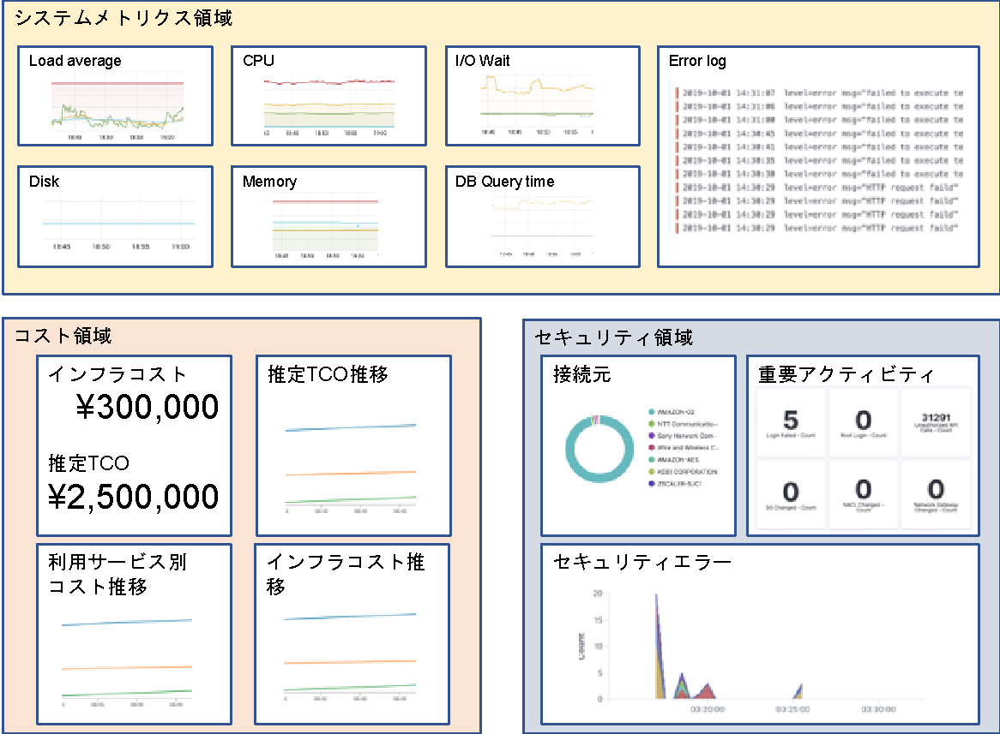 システムメトリクス領域
Load average
18:45 18:50 18:55 19:00
CPU
18:45 18:50 18:55 19:00
I/O Wait
18:40 18:45 18:50 18:55
Error log
2019-10-01 14:31:07 level=error msg="failed to execute te
2019-10-01 14:31:06 level=error msg="failed to execute te
2019-10-01 14:31:00 level=error msg="failed to execute te
2019-10-01 14:30:45 level=error msg="failed to execute te
2019-10-01 14:30:41 level=error msg="failed to execute te
2019-10-01 14:30:35 level=error msg="failed to execute te
2019-10-01 14:30:30 level=error msg="failed to execute te
2019-10-01 14:30:29 level=error msg="HTTP request faild"
2019-10-01 14:30:29 level=error msg="HTTP request faild"
2019-10-01 14:30:29 level=error msg="HTTP request faild"
2019-10-01 14:30:29 level=error msg="HTTP request faild"
Disk
18:45 18:50 18:55 19:00
Memory
18:45 18:50 18:55 19:00
DB Query time
18:45 18:50 18:55 18:50
コスト領域
インフラコスト
¥300,000
推定TCO
¥2,500,000
推定TCO推移
利用サービス別
コスト推移
インフラコスト推
移
セキュリティ領域
接続元
AMAZON-02
NTT Communicatio...
Sony Network Com...
Wire and Wireless C...
AMAZON-AES
KDDI CORPORATION
ZSCALER-SJC1
重要アクティビティ
5
Login Failed - Count
0
Root Login - Count
31291
Unauthorized API
Calls - Count
0
SG Changed - Count
0
NACL Changed -
Count
0
Network Gateway
Changed - Count
セキュリティエラー
Count
20
15
10
5
0
03:20:00 03:25:00 03:30:00